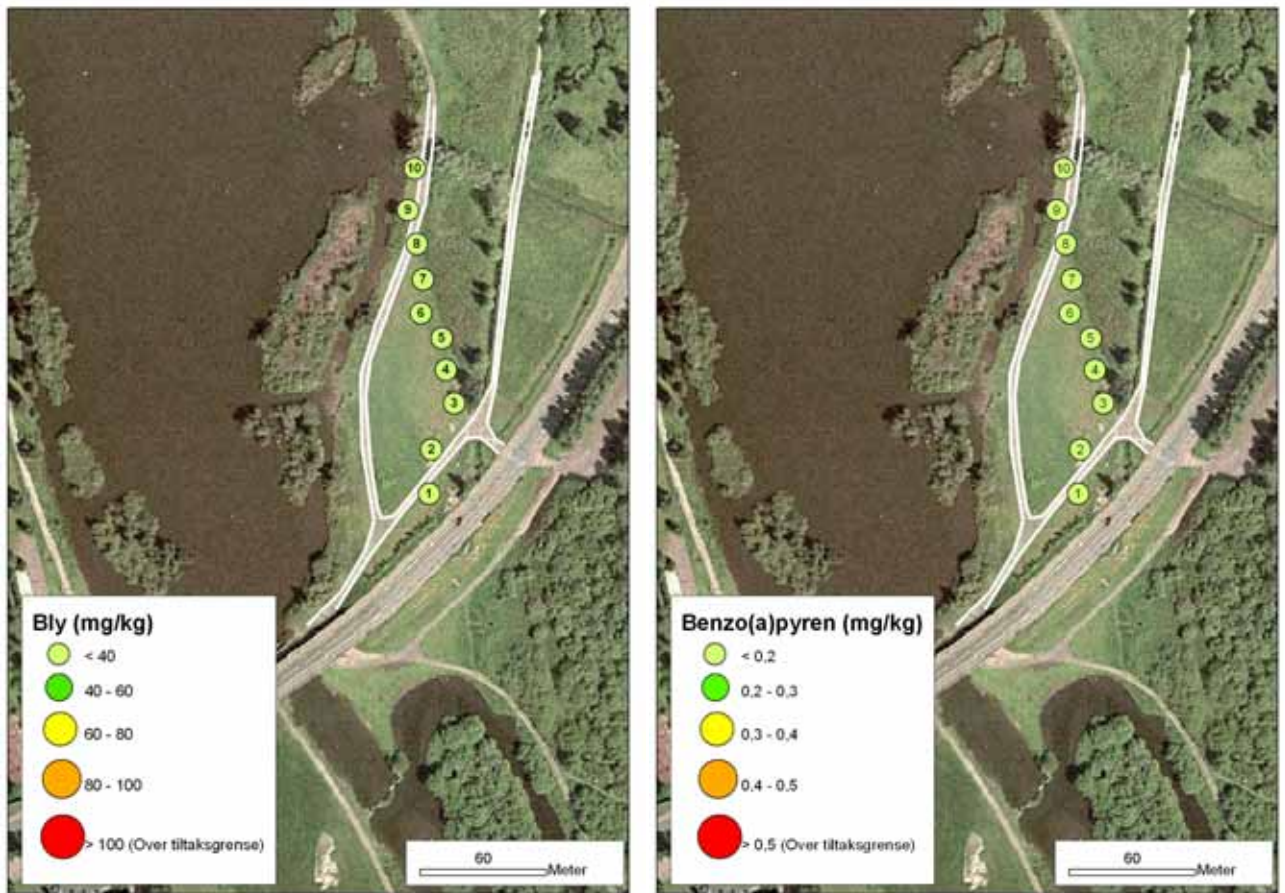 10
9
8
7
6
5
4
3
2
1
Bly (mg/kg)
< 40
40 - 60
60 - 80
80 - 100
> 100 (Over tiltaksgrense)
60
Meter
10
9
8
7
6
5
4
3
2
1
Benzo(a)pyren (mg/kg)
< 0,2
0,2 - 0,3
0,3 - 0,4
0,4 - 0,5
> 0,5 (Over tiltaksgrense)
60
Meter